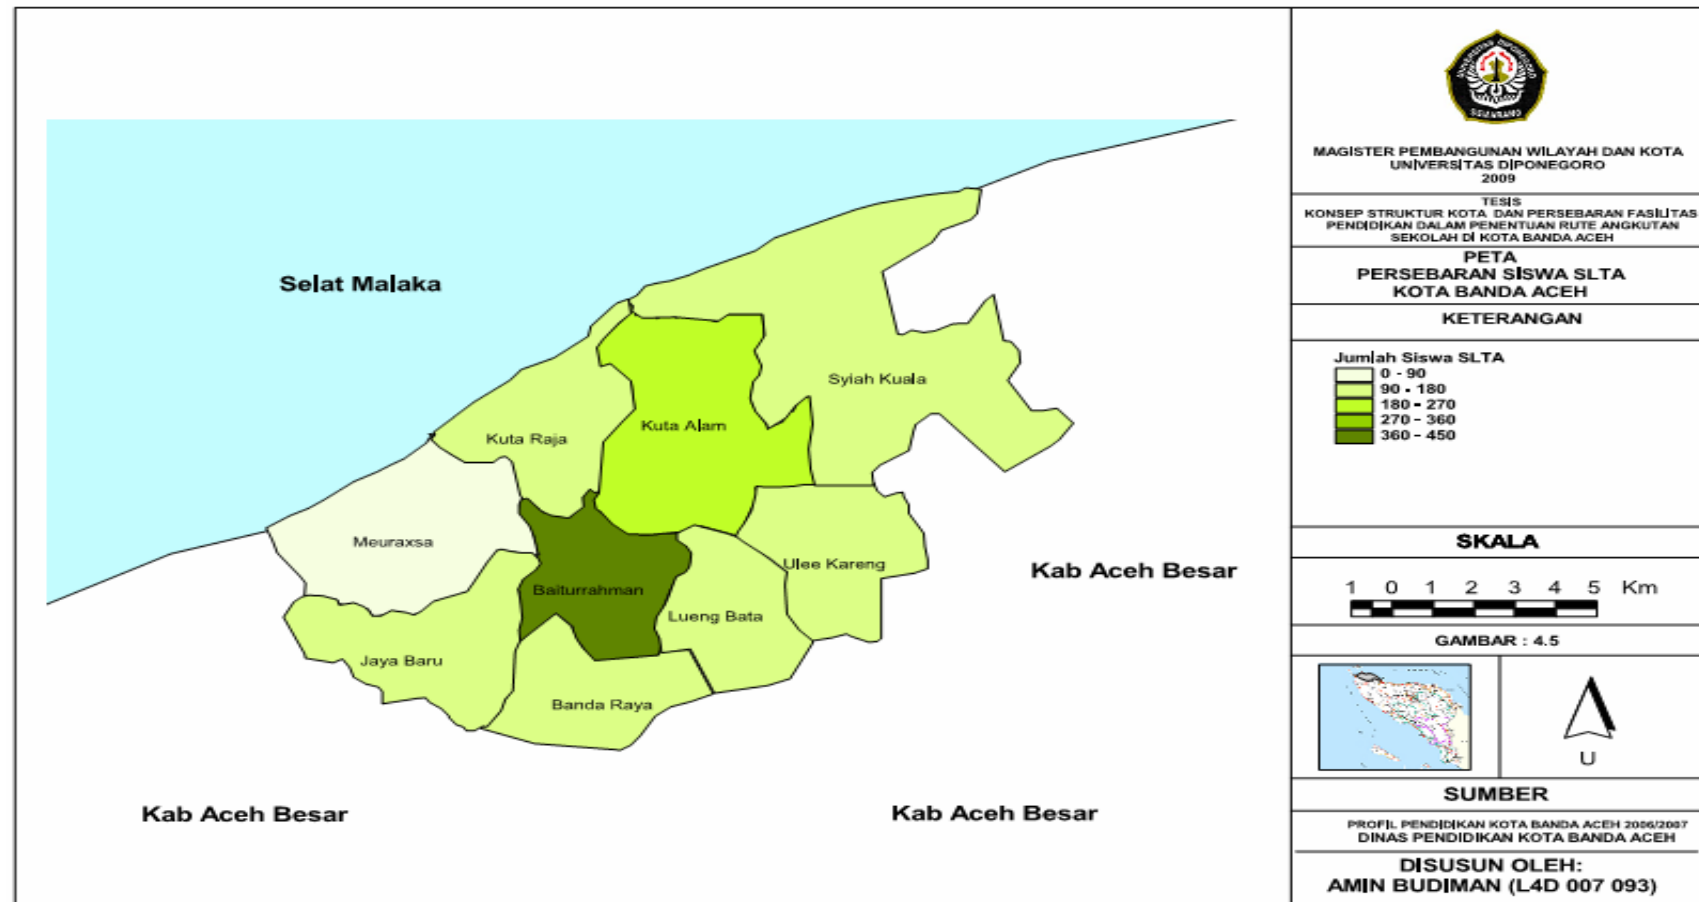 Selat Malaka
Syiah Kuala
Kuta Alam
Kuta Raja
Meuraxsa
Ulee Kareng
Baiturrahman
Lueng Bata
Jaya Baru
Banda Raya
Kab Aceh Besar
Kab Aceh Besar
Kab Aceh Besar
UNIVERSITAS DIPONEGORO
SEMARANG
MAGISTER PEMBANGUNAN WILAYAH DAN KOTA
UNIVERSITAS DIPONEGORO
2009
TESIS
KONSEP STRUKTUR KOTA DAN PERSEBARAN FASILITAS
PENDIDIKAN DALAM PENENTUAN RUTE ANGKUTAN
SEKOLAH DI KOTA BANDA ACEH
PETA
PERSEBARAN SISWA SLTA
KOTA BANDA ACEH
KETERANGAN
Jumlah Siswa SLTA
0 - 90
90 - 180
180 - 270
270 - 360
360 - 450
SKALA
1 0 1 2 3 4 5 Km
GAMBAR : 4.5
U
SUMBER
PROFIL PENDIDIKAN KOTA BANDA ACEH 2006/2007
DINAS PENDIDIKAN KOTA BANDA ACEH
DISUSUN OLEH:
AMIN BUDIMAN (L4D 007 093)